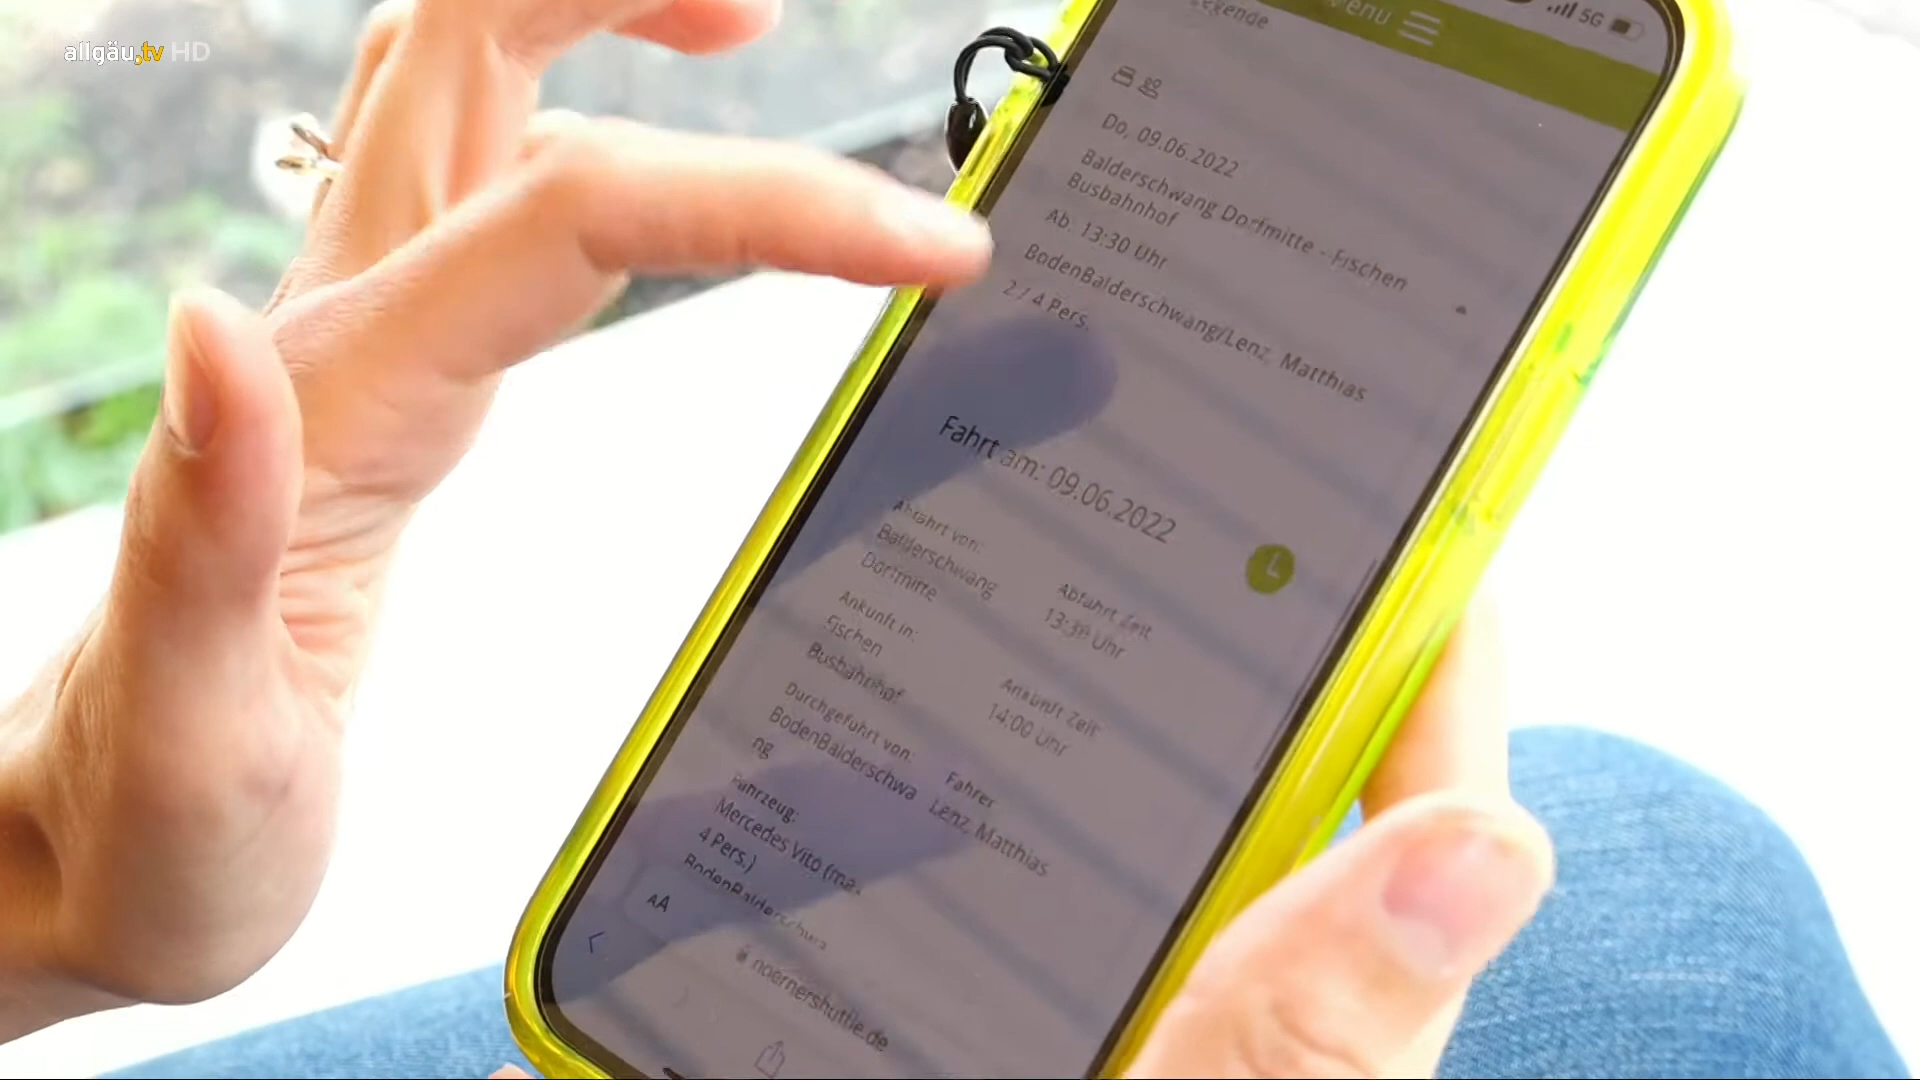 allgäu.tv HD
5G
Legende
Do, 09.06.2022
Balderschwang Dorfmitte - Fischen
Busbahnhof
Ab. 13:30 Uhr
BodenBalderschwang/Lenz, Matthias
2 / 4 Pers.
Fahrt am: 09.06.2022
Abfahrt von:
Balderschwang
Dorfmitte
Abfahrt Zeit
13:30 Uhr
Ankunft in:
Fischen
Busbahnhof
Ankunft Zeit
14:00 Uhr
Durchgeführt von:
BodenBalderschwa
ng
Fahrer
Lenz, Matthias
Fahrzeug:
Mercedes Vito (max.
4 Pers.)
AA
hoernershuttle.de